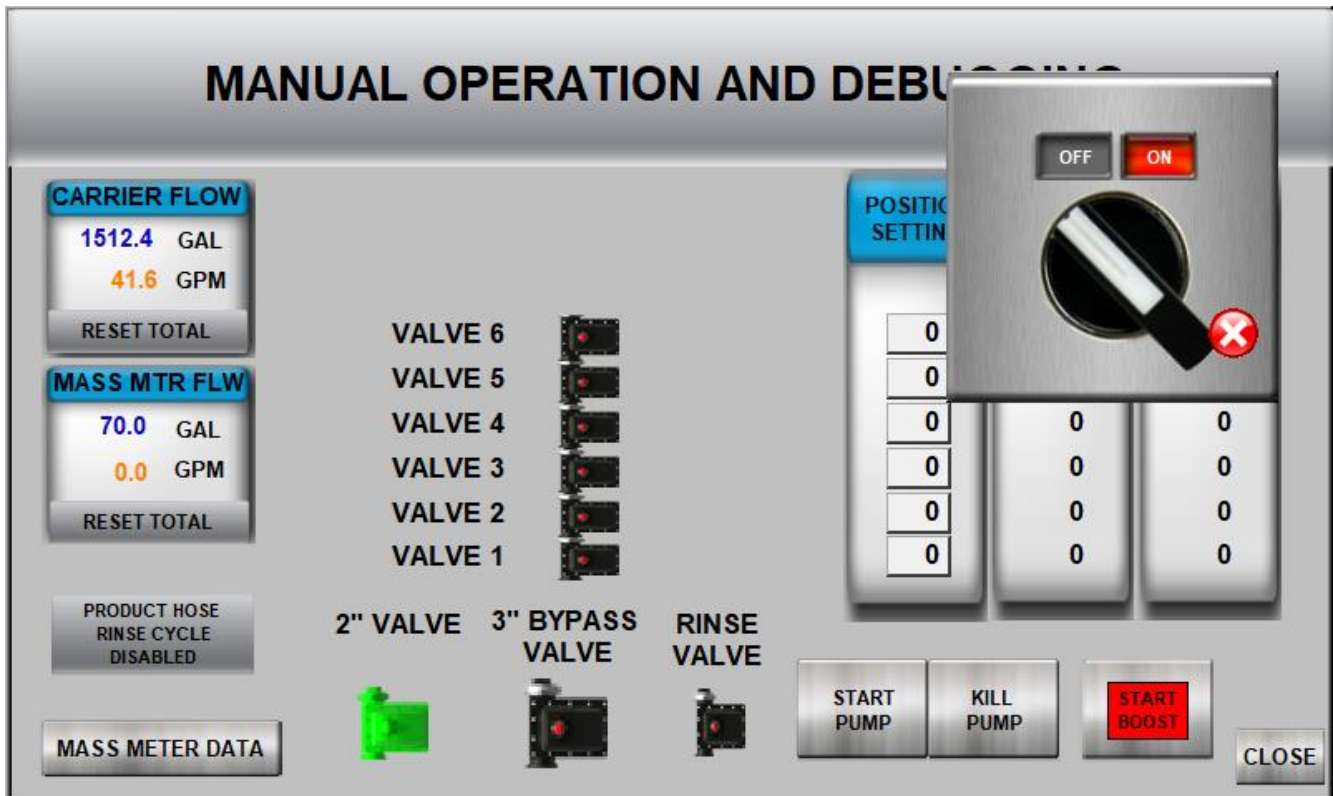 MANUAL OPERATION AND
OFF ON
CARRIER FLOW
1512.4 GAL
41.6 GPM
RESET TOTAL
MASS MTR FLW
70.0 GAL
0.0 GPM
RESET TOTAL
PRODUCT HOSE
RINSE CYCLE
DISABLED
MASS METER DATA
VALVE 6
VALVE 5
VALVE 4
VALVE 3
VALVE 2
VALVE 1
2" VALVE
3" BYPASS
VALVE
RINSE
VALVE
0
0
0 0 0
0 0 0
0 0 0
0 0 0
START
PUMP
KILL
PUMP
START
BOOST
CLOSE